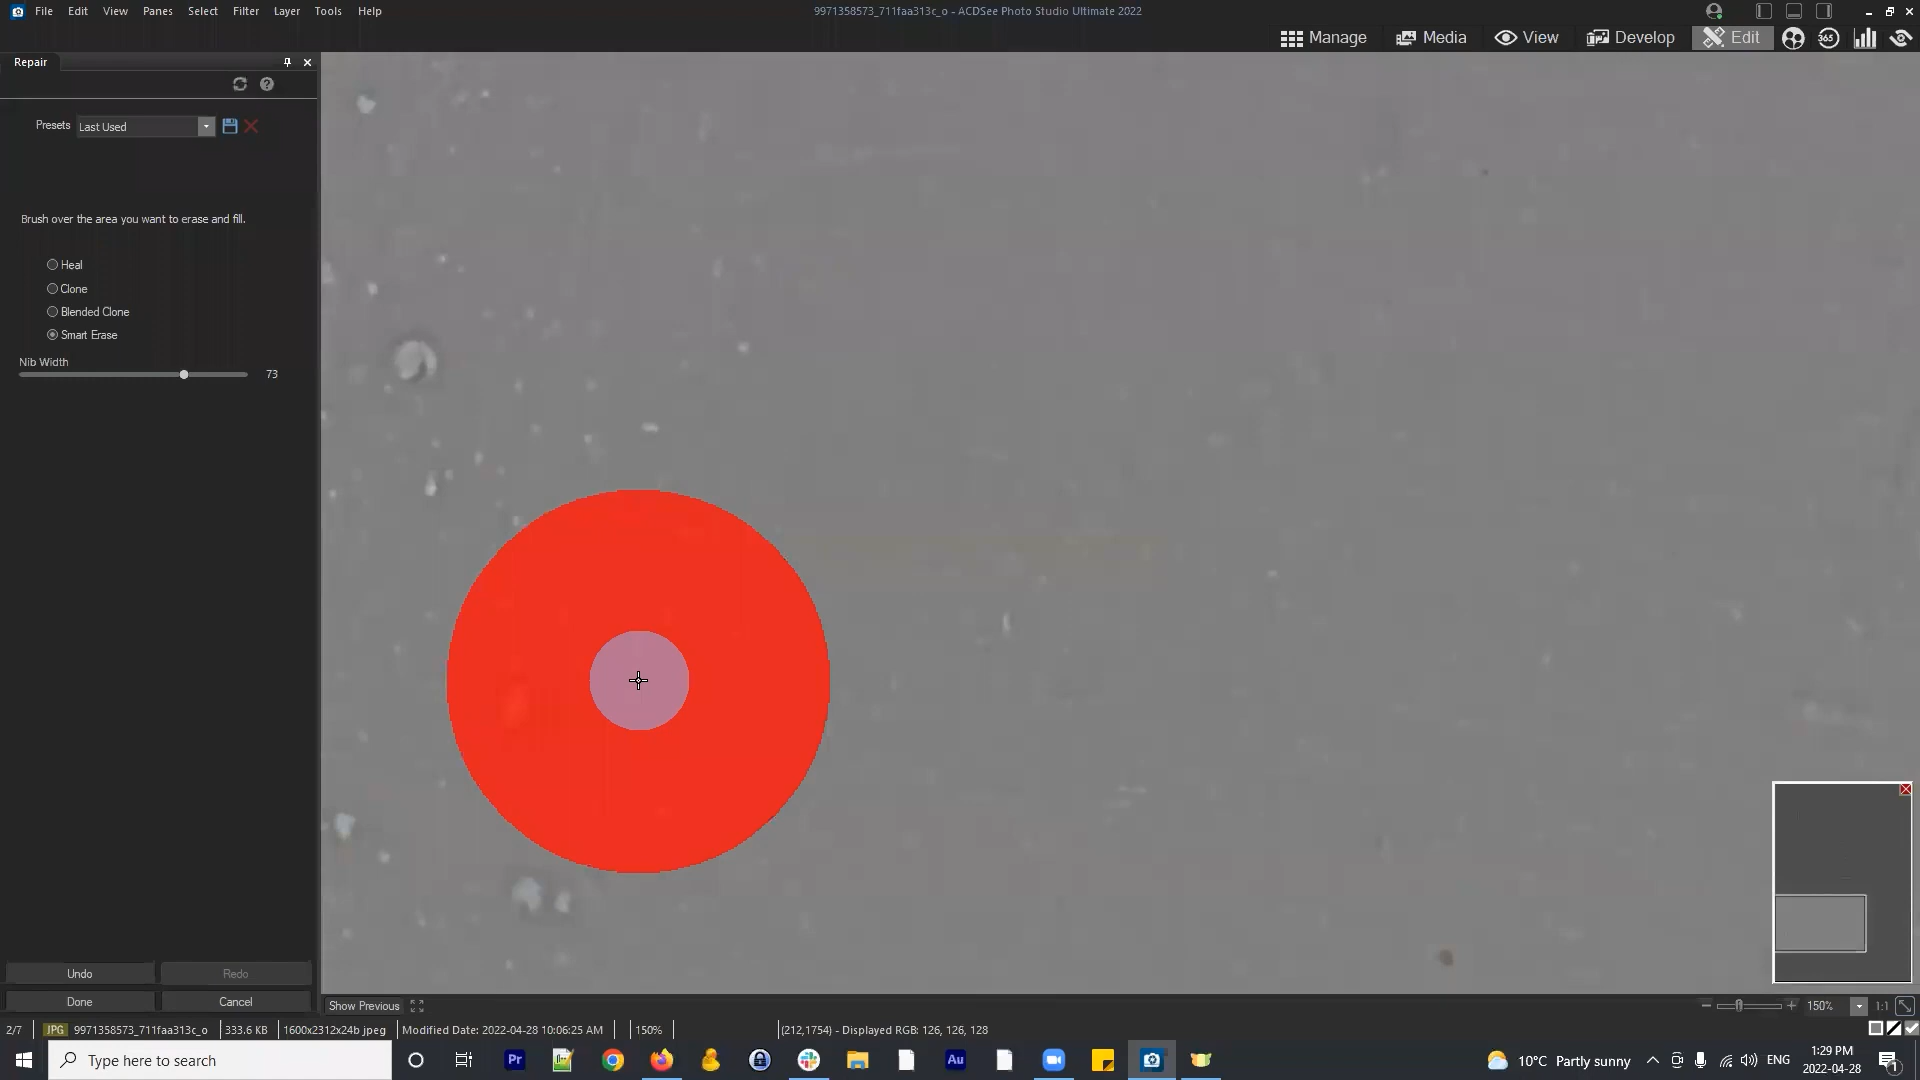 File Edit View Panes Select Filter Layer Tools Help
9971358573_711faa313c_o - ACDSee Photo Studio Ultimate 2022
Manage Media View Develop Edit 365
Repair
Presets Last Used
Brush over the area you want to erase and fill.
Heal
Clone
Blended Clone
Smart Erase
Nib Width
73
Undo Redo
Done Cancel
Show Previous
150% 1:1
2/7 JPG 9971358573_711faa313c_o 333.6 KB 1600x2312x24b jpeg Modified Date: 2022-04-28 10:06:25 AM 150% (212,1754) - Displayed RGB: 126, 126, 128
Type here to search
Pr
Au
10°C Partly sunny
ENG
1:29 PM
2022-04-28
1